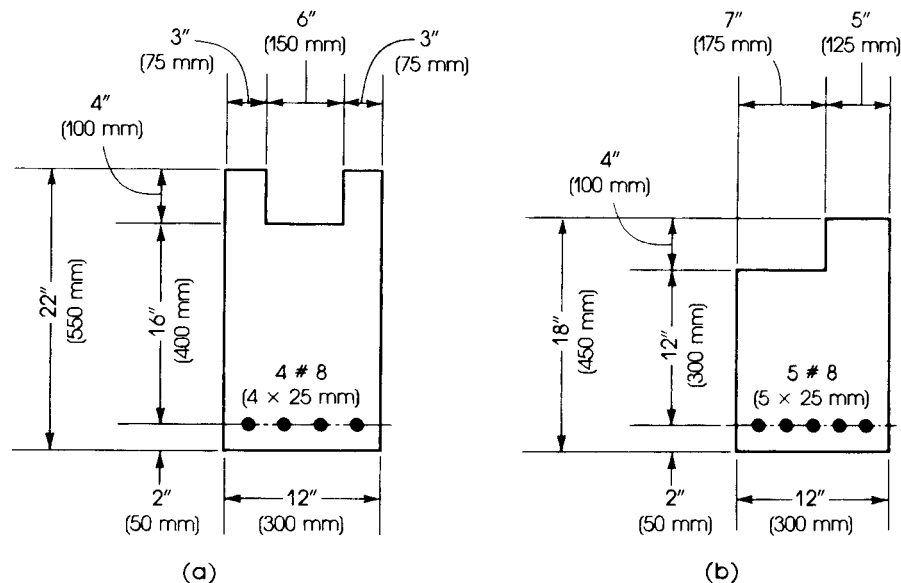 6"
(150 mm)
3"
(75 mm)
3"
(75 mm)
4"
(100 mm)
22"
(550 mm)
16"
(400 mm)
4 # 8
(4 × 25 mm)
2"
(50 mm)
12"
(300 mm)
(a)
7"
(175 mm)
5"
(125 mm)
4"
(100 mm)
18"
(450 mm)
12"
(300 mm)
5 # 8
(5 × 25 mm)
2"
(50 mm)
12"
(300 mm)
(b)